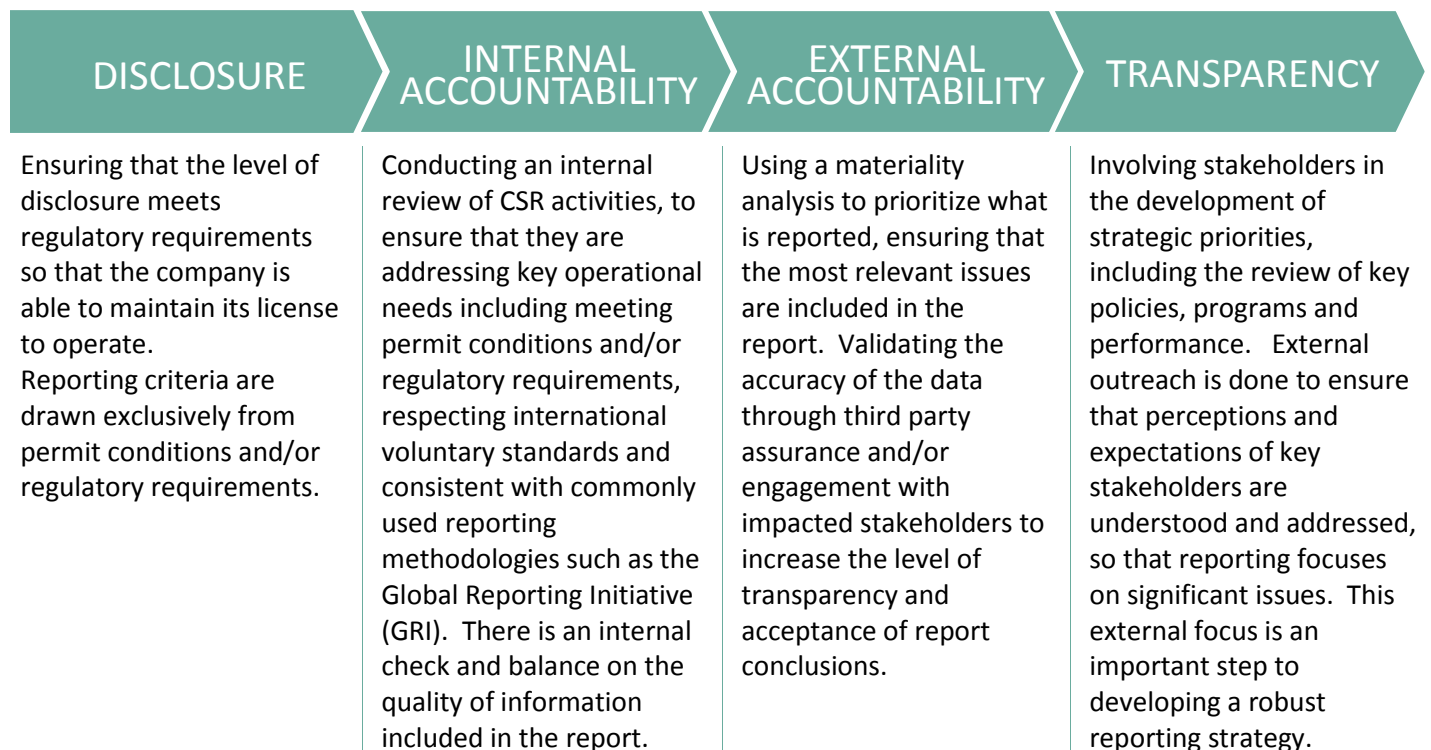 DISCLOSURE
INTERNAL
ACCOUNTABILITY
EXTERNAL
ACCOUNTABILITY
TRANSPARENCY
Ensuring that the level of
disclosure meets
regulatory requirements
so that the company is
able to maintain its license
to operate.
Reporting criteria are
drawn exclusively from
permit conditions and/or
regulatory requirements.
Conducting an internal
review of CSR activities, to
ensure that they are
addressing key operational
needs including meeting
permit conditions and/or
regulatory requirements,
respecting international
voluntary standards and
consistent with commonly
used reporting
methodologies such as the
Global Reporting Initiative
(GRI).  There is an internal
check and balance on the
quality of information
included in the report.
Using a materiality
analysis to prioritize what
is reported, ensuring that
the most relevant issues
are included in the
report.  Validating the
accuracy of the data
through third party
assurance and/or
engagement with
impacted stakeholders to
increase the level of
transparency and
acceptance of report
conclusions.
Involving stakeholders in
the development of
strategic priorities,
including the review of key
policies, programs and
performance.   External
outreach is done to ensure
that perceptions and
expectations of key
stakeholders are
understood and addressed,
so that reporting focuses
on significant issues.  This
external focus is an
important step to
developing a robust
reporting strategy.